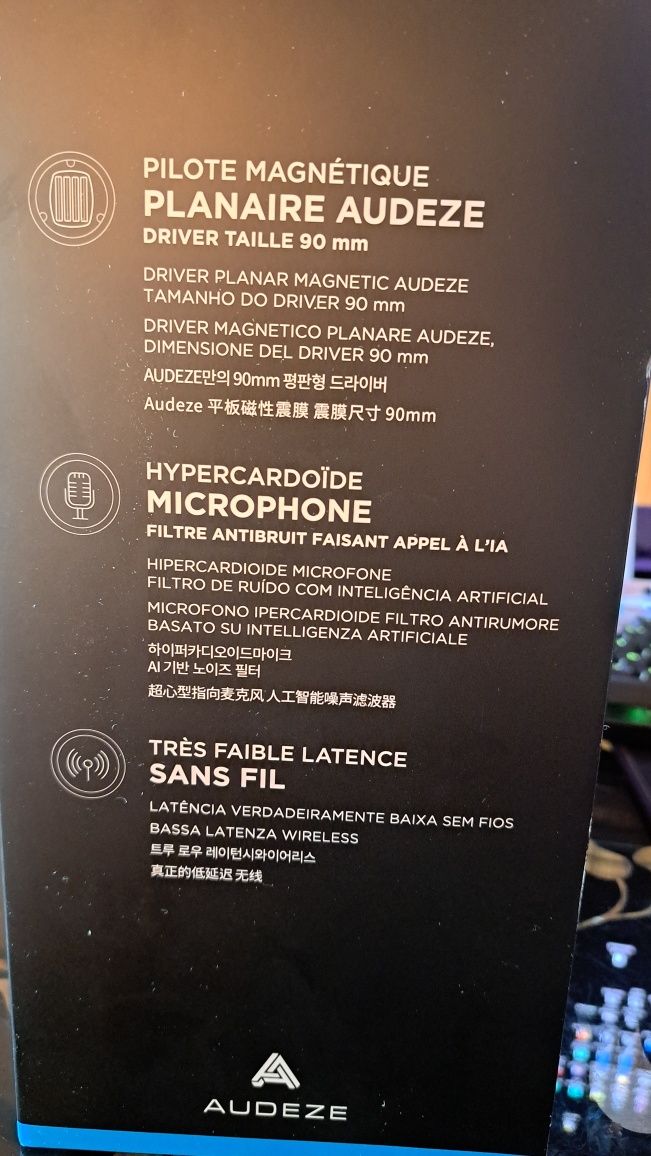 PILOTE MAGNÉTIQUE
PLANAIRE AUDEZE
DRIVER TAILLE 90 mm
DRIVER PLANAR MAGNETIC AUDEZE
TAMANHO DO DRIVER 90 mm
DRIVER MAGNETICO PLANARE AUDEZE,
DIMENSIONE DEL DRIVER 90 mm
AUDEZE만의 90mm 평판형 드라이버
Audeze 平板磁性震膜 震膜尺寸 90mm
HYPERCARDOÏDE
MICROPHONE
FILTRE ANTIBRUIT FAISANT APPEL À L'IA
HIPERCARDIOIDE MICROFONE
FILTRO DE RUÍDO COM INTELIGÊNCIA ARTIFICIAL
MICROFONO IPERCARDIOIDE FILTRO ANTIRUMORE
BASATO SU INTELLIGENZA ARTIFICIALE
하이퍼카디오이드마이크
AI 기반 노이즈 필터
超心型指向麦克风 人工智能噪声滤波器
TRÈS FAIBLE LATENCE
SANS FIL
LATÊNCIA VERDADEIRAMENTE BAIXA SEM FIOS
BASSA LATENZA WIRELESS
트루 로우 레이턴시와이어리스
真正的低延迟 无线
AUDEZE